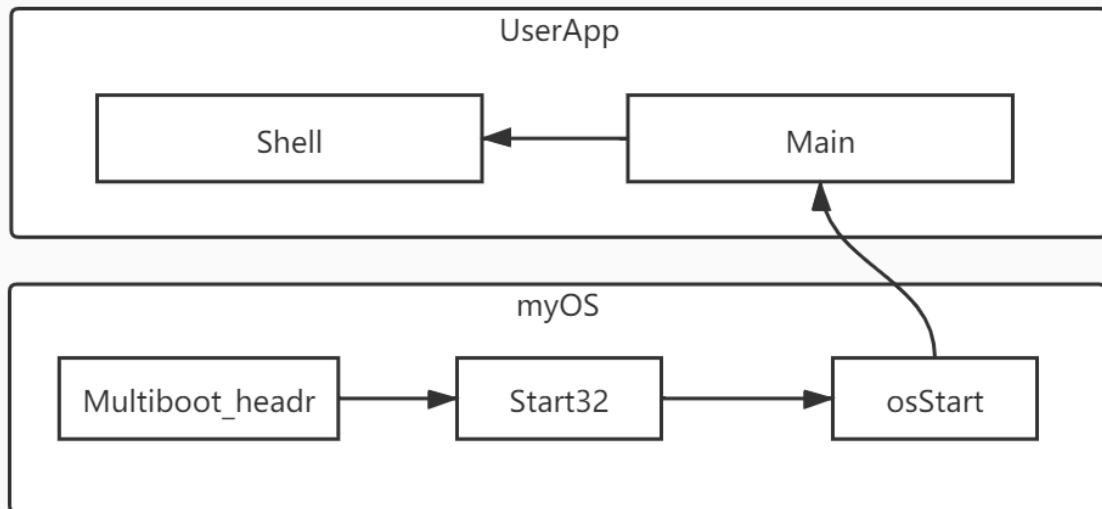 UserApp
Shell
Main
myOS
Multiboot_headr
Start32
osStart